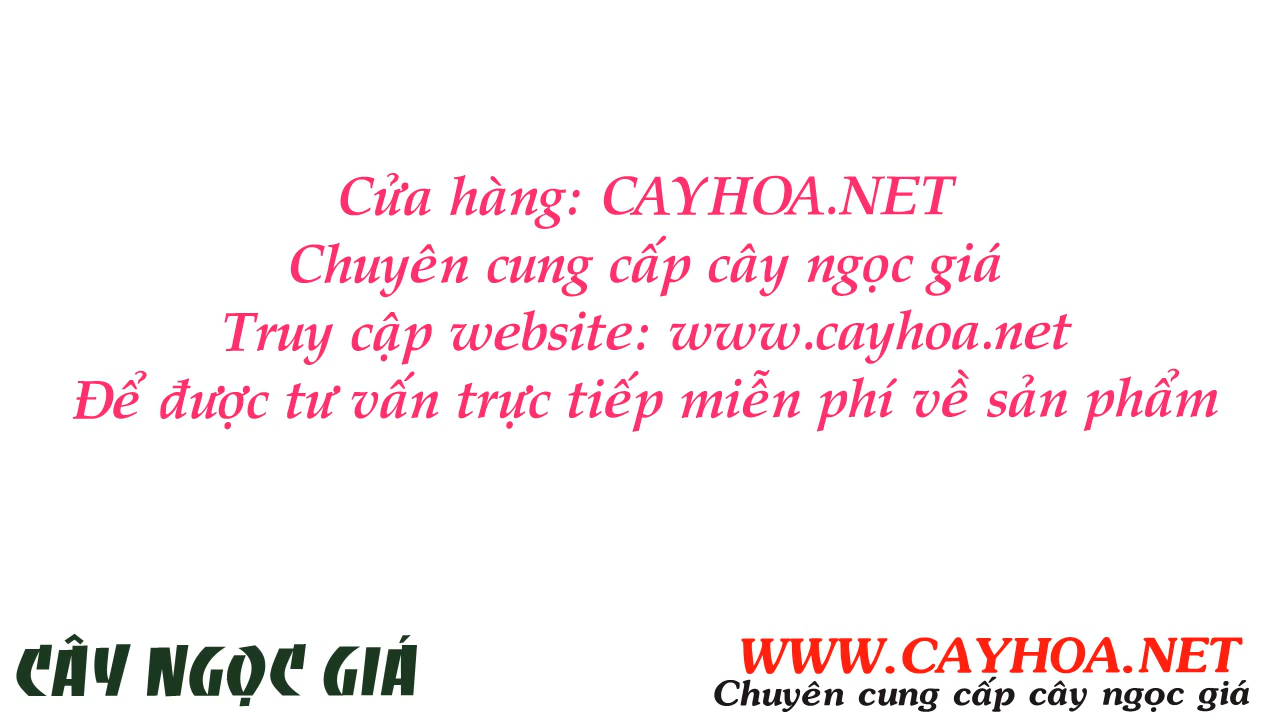 Cửa hàng: CAYHOA.NET
Chuyên cung cấp cây ngọc giá
Truy cập website: www.cayhoa.net
Để được tư vấn trực tiếp miễn phí về sản phẩm
CÂY NGỌC GIÁ
WWW.CAYHOA.NET
Chuyên cung cấp cây ngọc giá